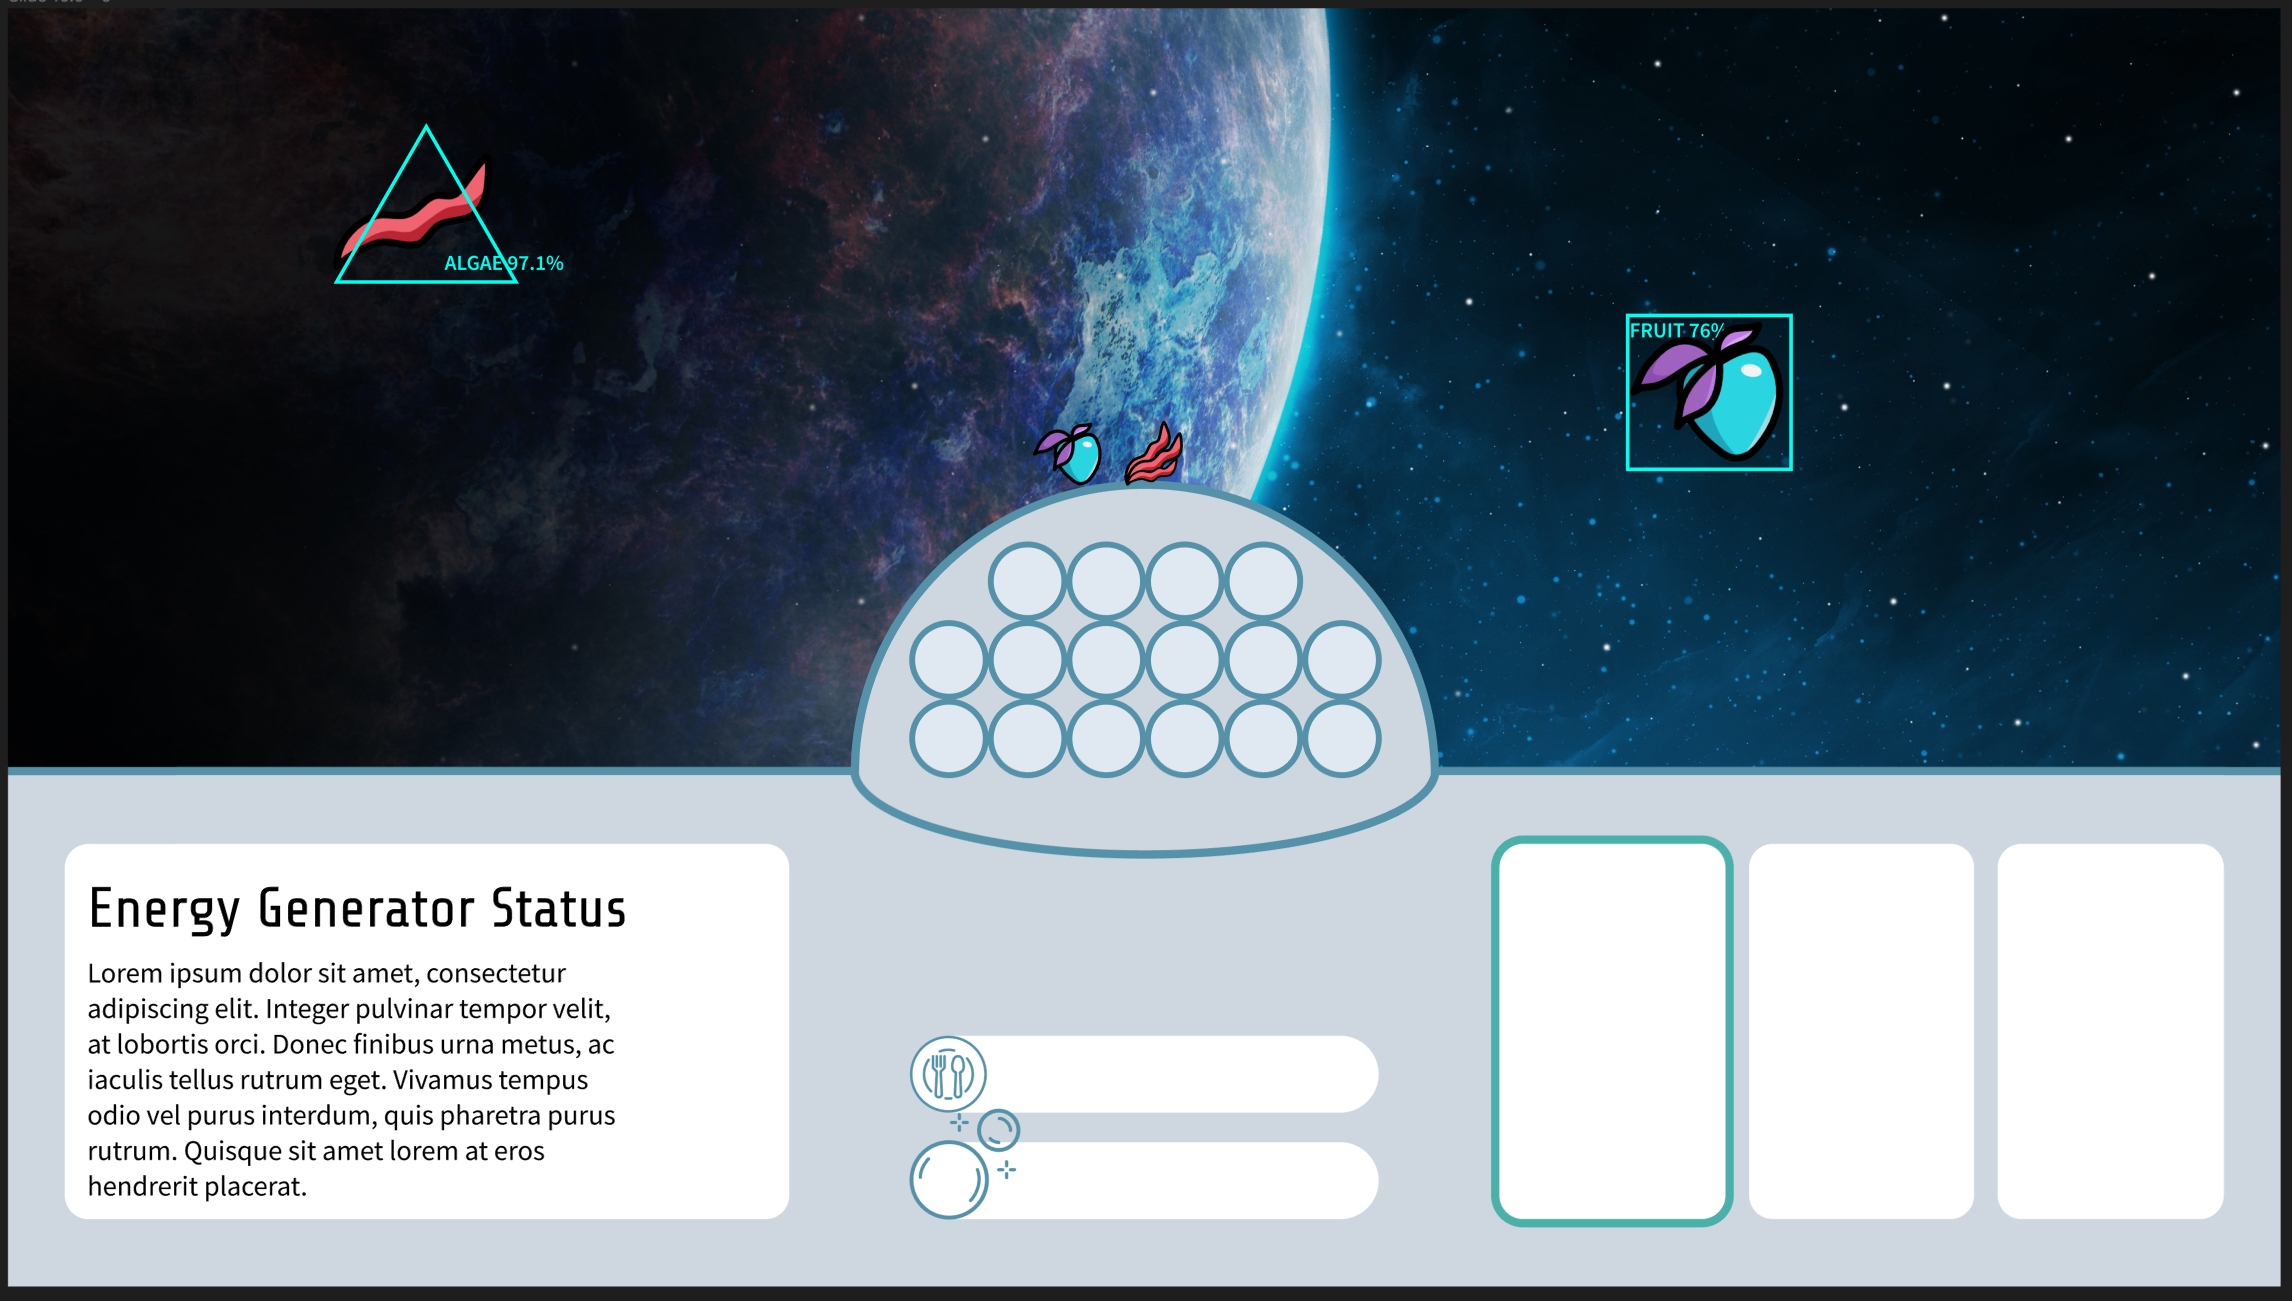 ALGAE 97.1%
FRUIT 76%
Energy Generator Status
Lorem ipsum dolor sit amet, consectetur
adipiscing elit. Integer pulvinar tempor velit,
at lobortis orci. Donec finibus urna metus, ac
iaculis tellus rutrum eget. Vivamus tempus
odio vel purus interdum, quis pharetra purus
rutrum. Quisque sit amet lorem at eros
hendrerit placerat.